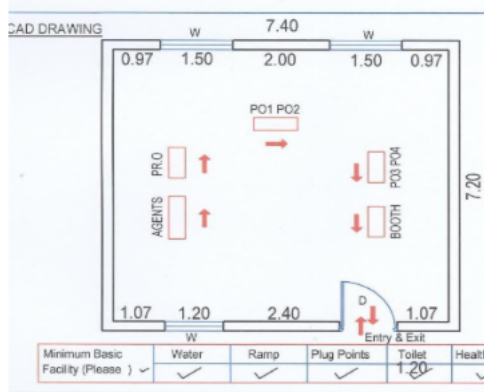 CAD DRAWING
7.40
W
W
0.97 1.50 2.00 1.50 0.97
PO1 PO2
PR.O
PO3 PO4
AGENTS
BOOTH
7.20
D
1.07 1.20 2.40 1.07
W
Entry & Exit
Minimum Basic
Facility (Please ) ✓
Water
Ramp
Plug Points
Toilet
1.20
Health